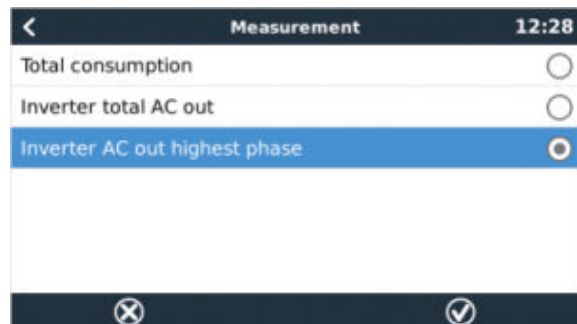 Measurement 12:28
Total consumption
Inverter total AC out
Inverter AC out highest phase